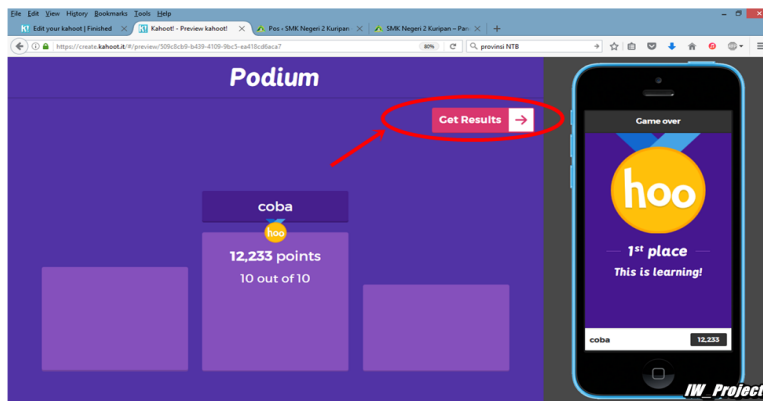 File Edit View History Bookmarks Tools Help
K! Edit your kahoot | Finished
K! Kahoot! - Preview kahoot!
Pos ‹ SMK Negeri 2 Kuripan
SMK Negeri 2 Kuripan – Par
https://create.kahoot.it/#/preview/509c8cb9-b439-4109-9bc5-ea418cd6aca7
80%
provinsi NTB
Podium
Get Results
coba
hoo
12,233 points
10 out of 10
Game over
hoo
1st place
This is learning!
coba
12,233
IW_Project